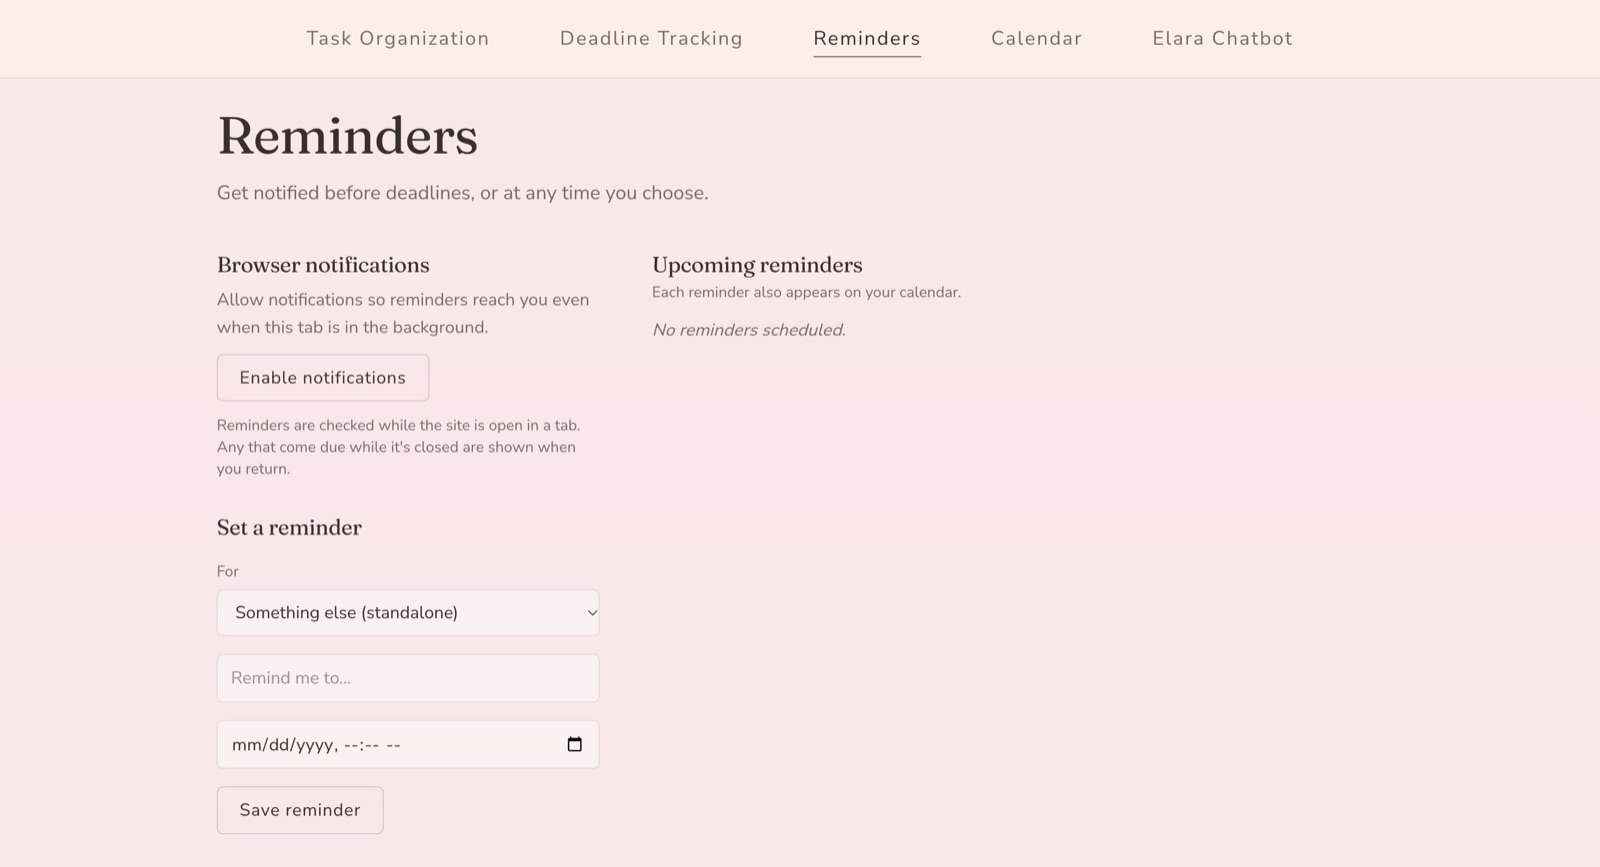 Task Organization
Deadline Tracking
Reminders
Calendar
Elara Chatbot
Reminders
Get notified before deadlines, or at any time you choose.
Browser notifications
Allow notifications so reminders reach you even
when this tab is in the background.
Enable notifications
Reminders are checked while the site is open in a tab.
Any that come due while it's closed are shown when
you return.
Set a reminder
For
Something else (standalone)
Remind me to...
mm/dd/yyyy, --:-- --
Save reminder
Upcoming reminders
Each reminder also appears on your calendar.
No reminders scheduled.